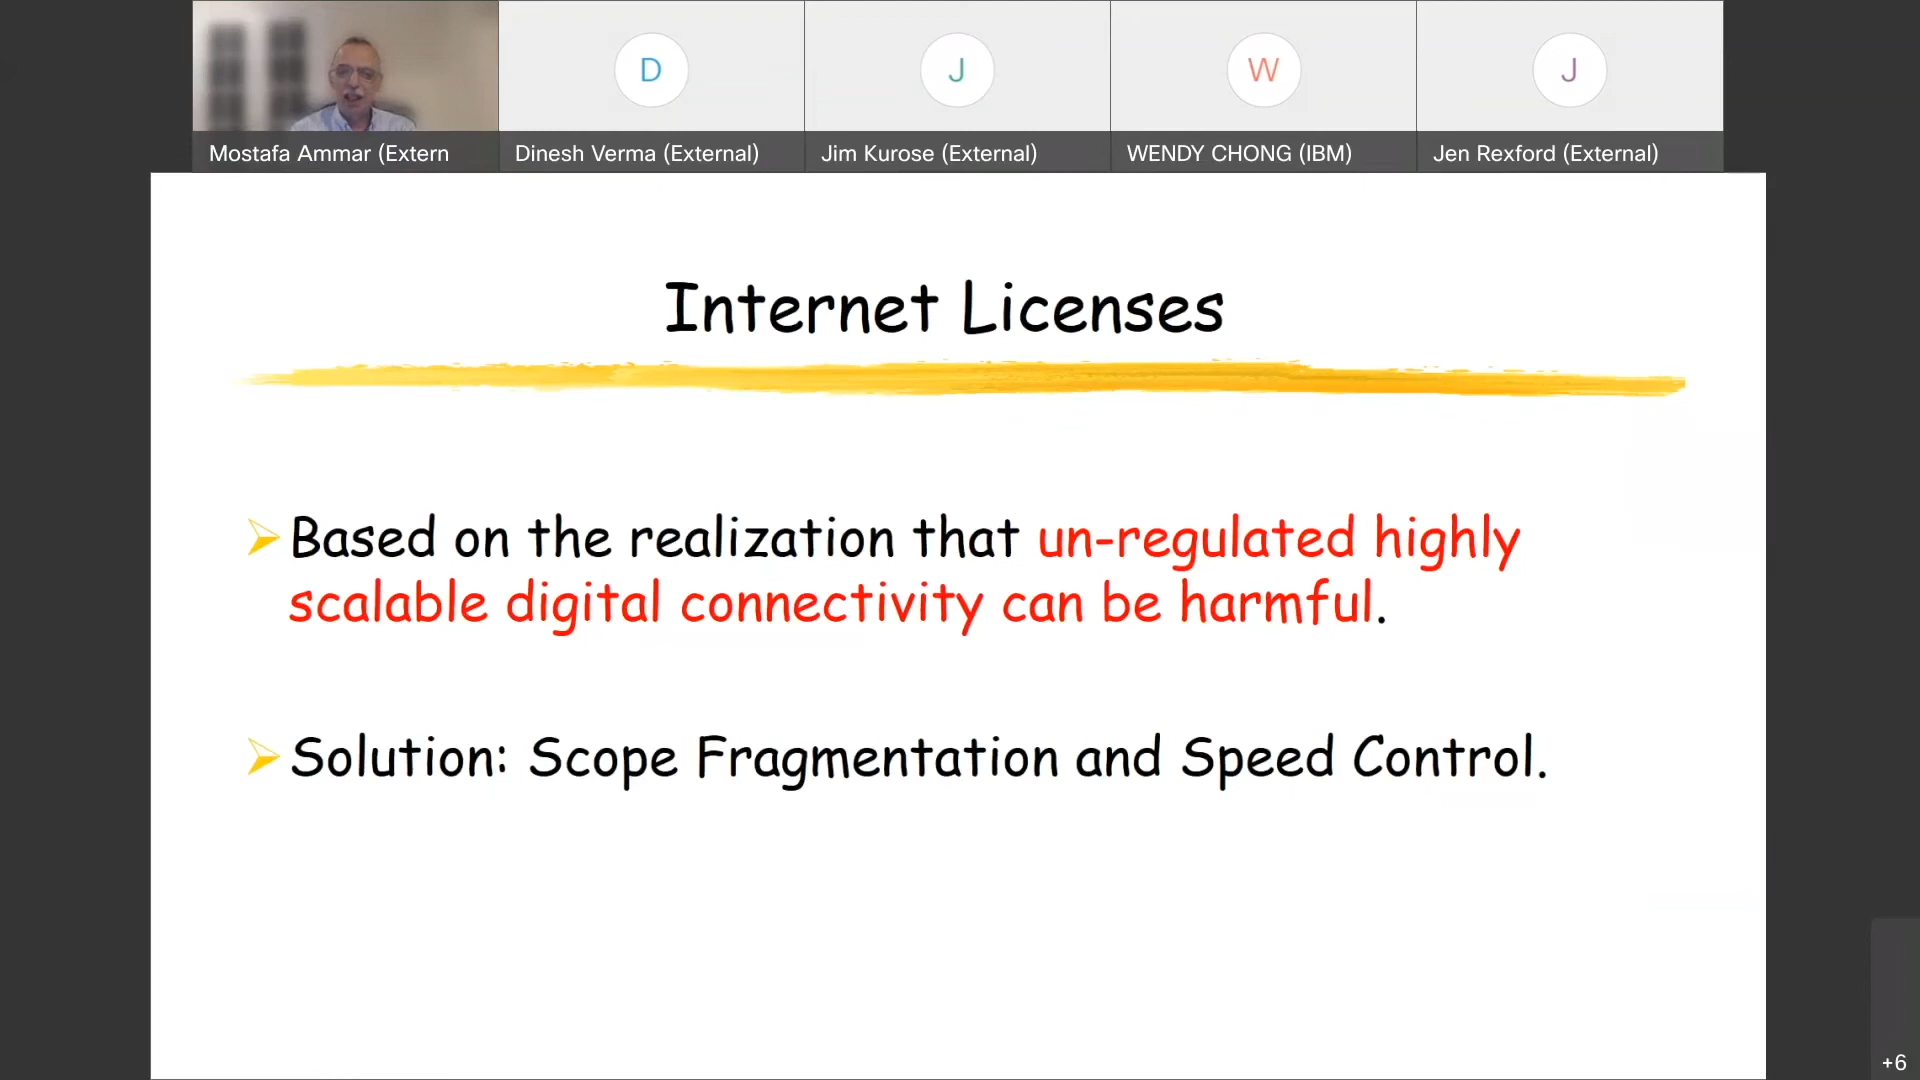 D
J
W
J
Mostafa Ammar (Extern
Dinesh Verma (External)
Jim Kurose (External)
WENDY CHONG (IBM)
Jen Rexford (External)
Internet Licenses
Based on the realization that un-regulated highly
scalable digital connectivity can be harmful.
Solution: Scope Fragmentation and Speed Control.
+6